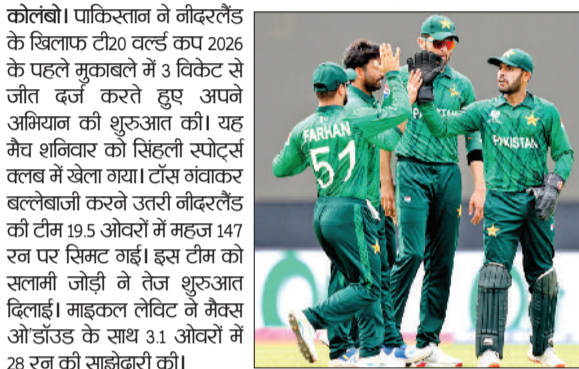 कोलंबो। पाकिस्तान ने नीदरलैंड
के खिलाफ टी20 वर्ल्ड कप 2026
के पहले मुकाबले में 3 विकेट से
जीत दर्ज करते हुए अपने
अभियान की शुरुआत की। यह
मैच शनिवार को सिंहली स्पोर्ट्स
क्लब में खेला गया। टॉस गंवाकर
बल्लेबाजी करने उतरी नीदरलैंड
की टीम 19.5 ओवरों में महज 147
रन पर सिमट गई। इस टीम को
सलामी जोड़ी ने तेज शुरुआत
दिलाई। माइकल लेविट ने मैक्स
ओ'डॉउड के साथ 3.1 ओवरों में
28 रन की साझेदारी की।
FARHAN
57
PAKISTAN